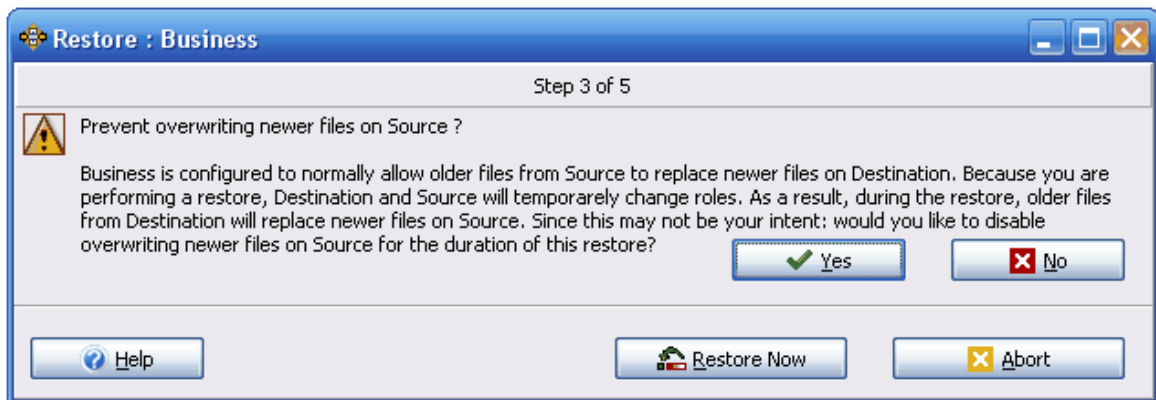 Restore : Business
Step 3 of 5
Prevent overwriting newer files on Source ?
Business is configured to normally allow older files from Source to replace newer files on Destination. Because you are
performing a restore, Destination and Source will temporarely change roles. As a result, during the restore, older files
from Destination will replace newer files on Source. Since this may not be your intent: would you like to disable
overwriting newer files on Source for the duration of this restore?
Yes
No
Help
Restore Now
Abort